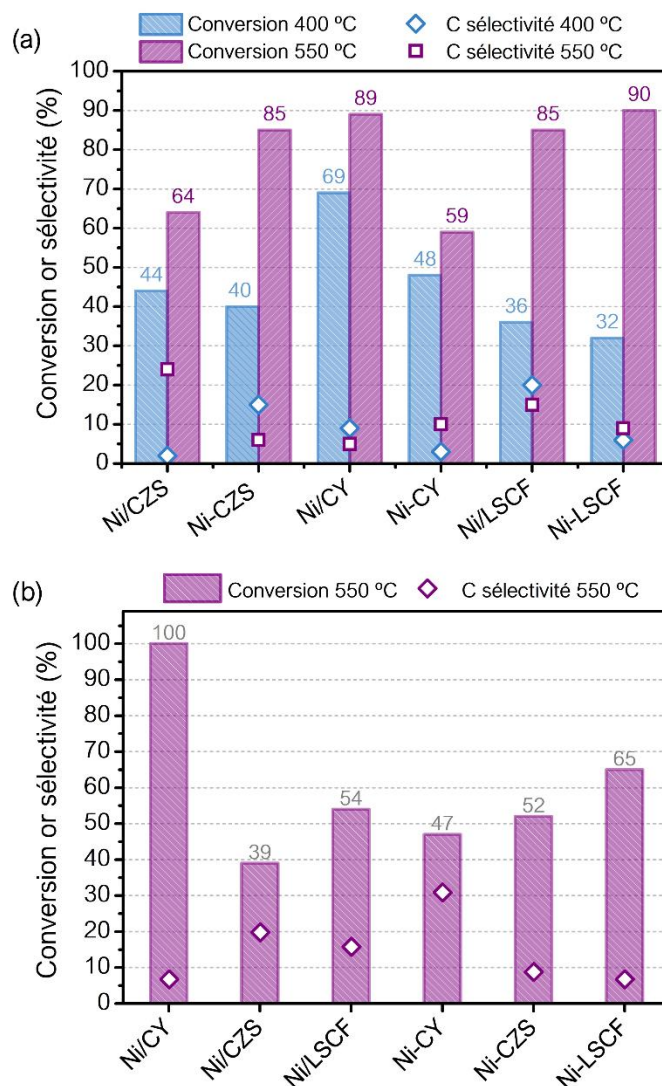 (a)
Conversion 400 ºC C sélectivité 400 ºC
Conversion 550 ºC C sélectivité 550 ºC
Conversion or sélectivité (%)
100
90
80
70
60
50
40
30
20
10
0
44 64 40 85 69 89 48 59 36 85 32 90
Ni/CZS Ni-CZS Ni/CY Ni-CY Ni/LSCF Ni-LSCF
(b)
Conversion 550 ºC C sélectivité 550 ºC
Conversion or sélectivité (%)
100
90
80
70
60
50
40
30
20
10
0
100 39 54 47 52 65
Ni/CY Ni/CZS Ni/LSCF Ni-CY Ni-CZS Ni-LSCF